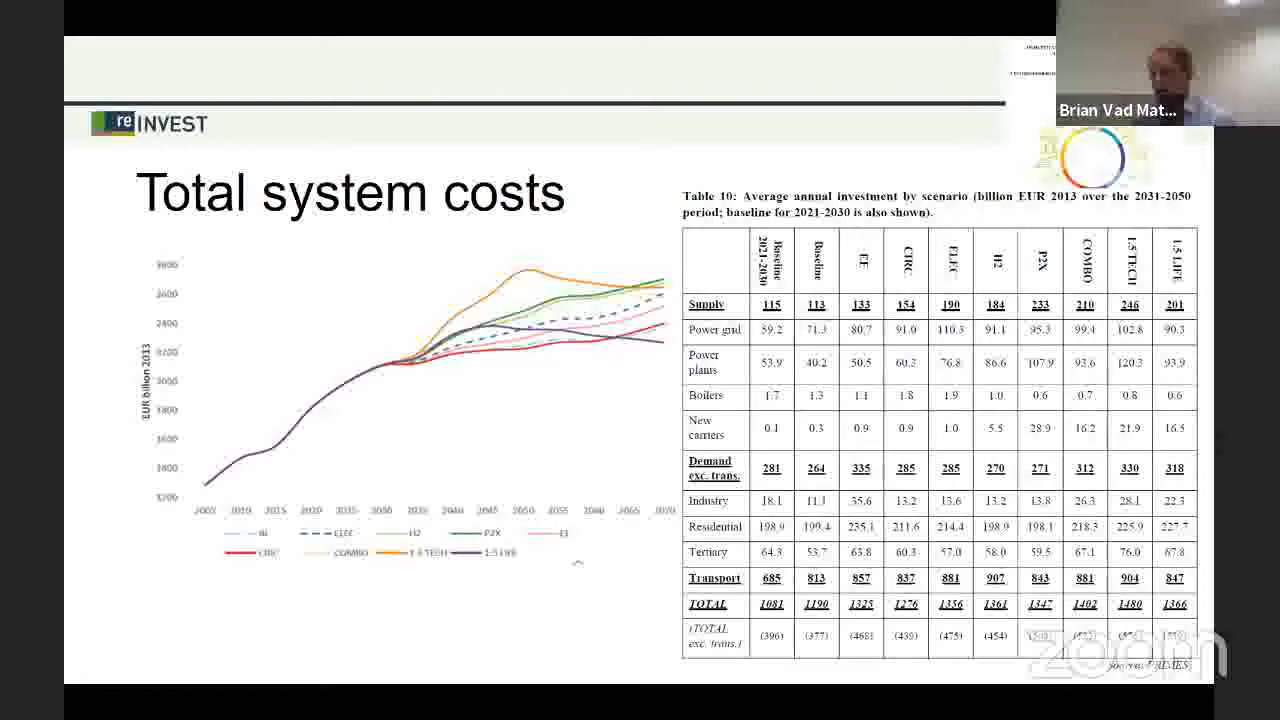 Brian Vad Mat...
re INVEST
Total system costs
EUR billion 2013
2005 2010 2015 2020 2030 2040 2045 2050 2055 2065 2070
BL ELEC H2 P2X EE
CIRC COMBO 1.5 TECH 1.5 LIFE
Table 10: Average annual investment by scenario (billion EUR 2013 over the 2031-2050
period; baseline for 2021-2030 is also shown).
Baseline 2021-2030 Baseline EE CIRC ELEC H2 P2X COMBO 1.5 TECH 1.5 LIFE
Supply 115 113 133 154 190 184 233 210 246 201
Power grid 59.2 71.3 80.7 91.0 110.3 91.1 95.3 99.4 102.8 90.3
Power
plants 53.9 40.2 50.5 60.3 76.8 86.6 107.9 93.6 120.3 93.9
Boilers 1.7 1.3 1.1 1.8 1.9 1.0 0.6 0.7 0.8 0.6
New
carriers 0.1 0.3 0.9 0.9 1.0 5.5 28.9 16.2 21.9 16.5
Demand
exc. trans. 281 264 335 285 285 270 271 312 330 318
Industry 18.1 11.1 35.6 13.2 13.6 13.2 13.8 26.3 28.1 22.3
Residential 198.9 199.4 235.1 211.6 214.4 198.9 198.1 218.3 225.9 227.7
Tertiary 64.3 53.7 63.8 60.3 57.0 58.0 59.5 67.1 76.0 67.8
Transport 685 813 857 837 881 907 843 881 904 847
TOTAL 1081 1190 1325 1276 1356 1361 1347 1402 1480 1366
(TOTAL
exc. trans.) (396) (377) (468) (439) (475) (454)
zoom
Source: PRIMES